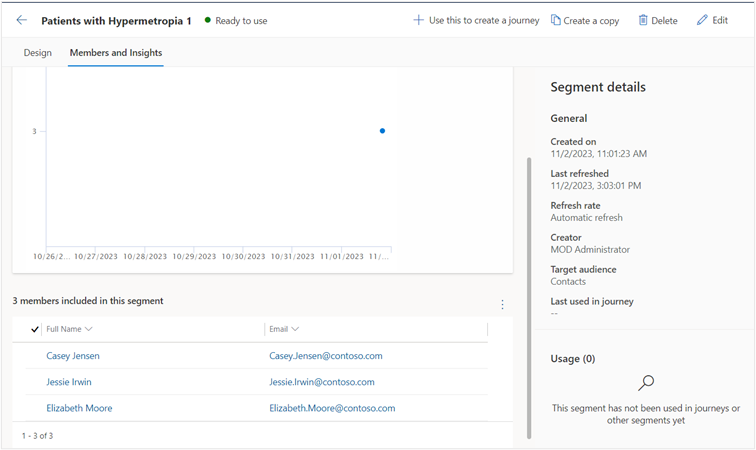 Patients with Hypermetropia 1 Ready to use Use this to create a journey Create a copy Delete Edit
Design Members and Insights
3
10/26/2... 10/27/2023 10/28/2023 10/29/2023 10/30/2023 10/31/2023 11/01/2023 11/...
3 members included in this segment
Full Name Email
Casey Jensen Casey.Jensen@contoso.com
Jessie Irwin Jessie.Irwin@contoso.com
Elizabeth Moore Elizabeth.Moore@contoso.com
1 - 3 of 3
Segment details
General
Created on
11/2/2023, 11:01:23 AM
Last refreshed
11/2/2023, 3:03:01 PM
Refresh rate
Automatic refresh
Creator
MOD Administrator
Target audience
Contacts
Last used in journey
--
Usage (0)
This segment has not been used in journeys or
other segments yet